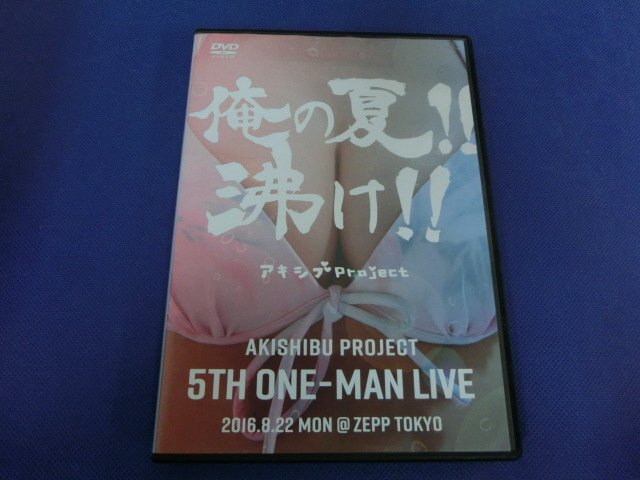 DVD
VIDEO
俺の夏!!
沸け!!
アキシブProject
AKISHIBU PROJECT
5TH ONE-MAN LIVE
2016.8.22 MON @ ZEPP TOKYO